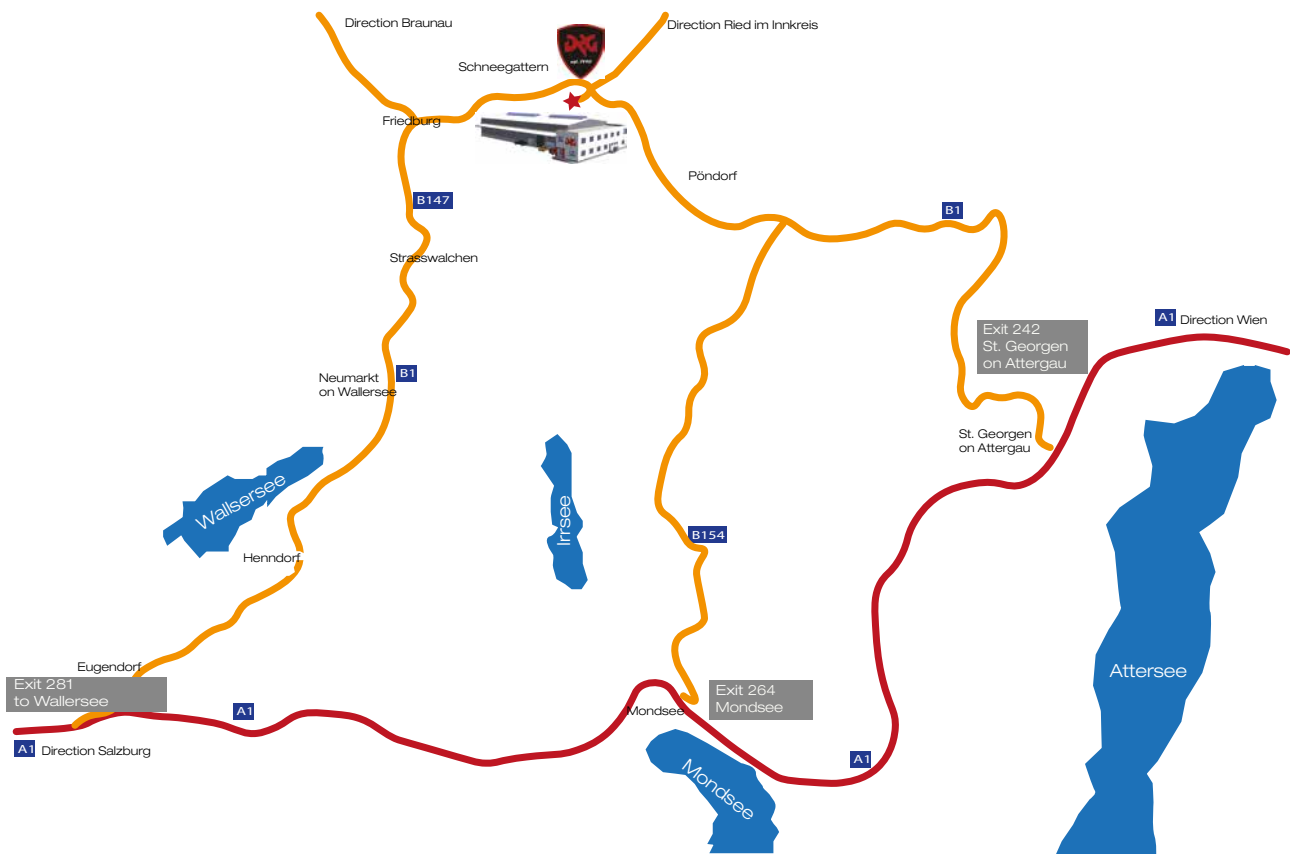 Direction Braunau
Direction Ried im Innkreis
Schneegattern
Friedburg
Pöndorf
B147
B1
Strasswalchen
A1 Direction Wien
Exit 242
St. Georgen
on Attergau
Neumarkt
on Wallersee
B1
St. Georgen
on Attergau
Wallsersee
Irrsee
B154
Henndorf
Eugendorf
Attersee
Exit 281
to Wallersee
Exit 264
Mondsee
A1
Mondsee
A1 Direction Salzburg
A1
Mondsee